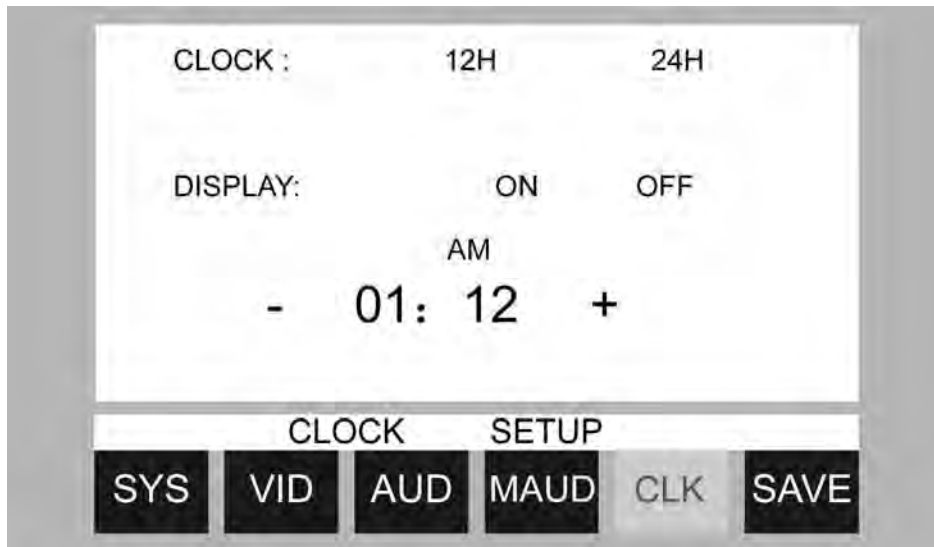 CLOCK : 12H 24H
DISPLAY: ON OFF
AM
- 01: 12 +
CLOCK SETUP
SYS VID AUD MAUD CLK SAVE